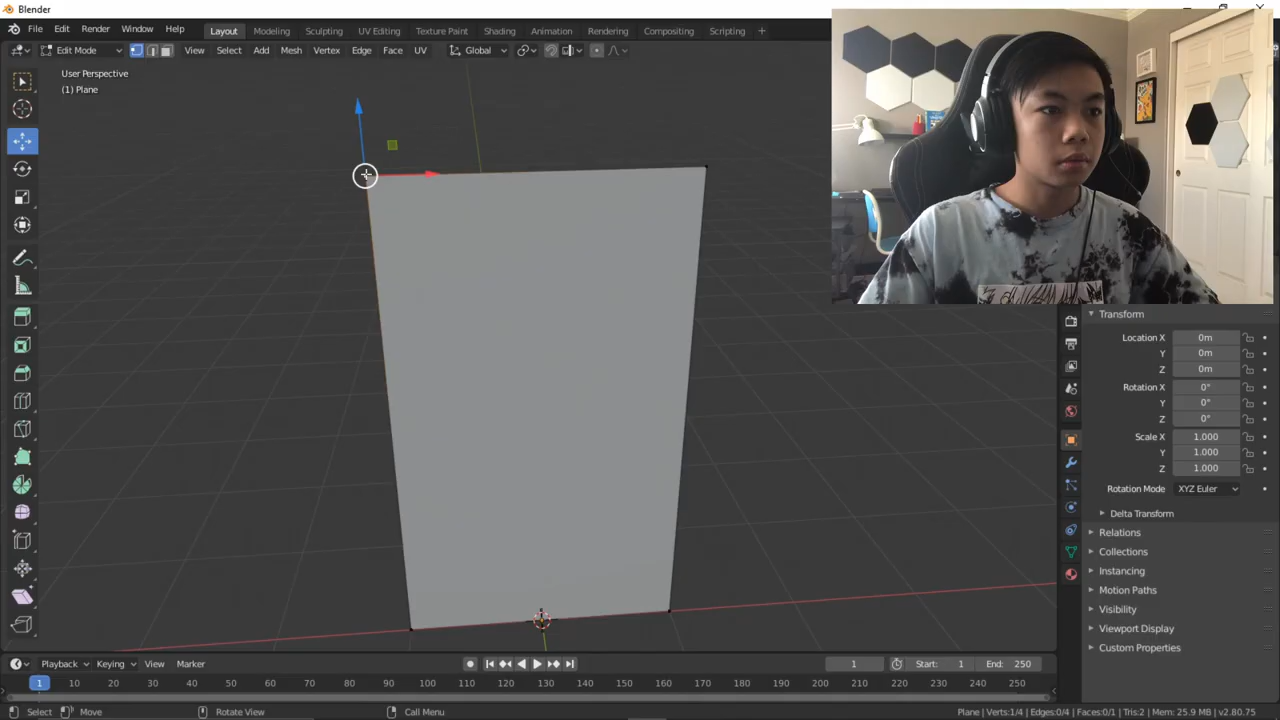 Blender
File Edit Render Window Help Layout Modeling Sculpting UV Editing Texture Paint Shading Animation Rendering Compositing Scripting +
Edit Mode View Select Add Mesh Vertex Edge Face UV Global
User Perspective
(1) Plane
Transform
Location X 0m
Y 0m
Z 0m
Rotation X 0°
Y 0°
Z 0°
Scale X 1.000
Y 1.000
Z 1.000
Rotation Mode XYZ Euler
Delta Transform
Relations
Collections
Instancing
Motion Paths
Visibility
Viewport Display
Custom Properties
Playback Keying View Marker 1 Start: 1 End: 250
1 10 20 30 40 50 60 70 80 90 100 110 120 130 140 150 160 170 180 190 200 210 220 230 240 250
Select Move Rotate View Call Menu Plane | Verts:1/4 | Edges:0/4 | Faces:0/1 | Tris:2 | Mem: 25.9 MB | v2.80.75